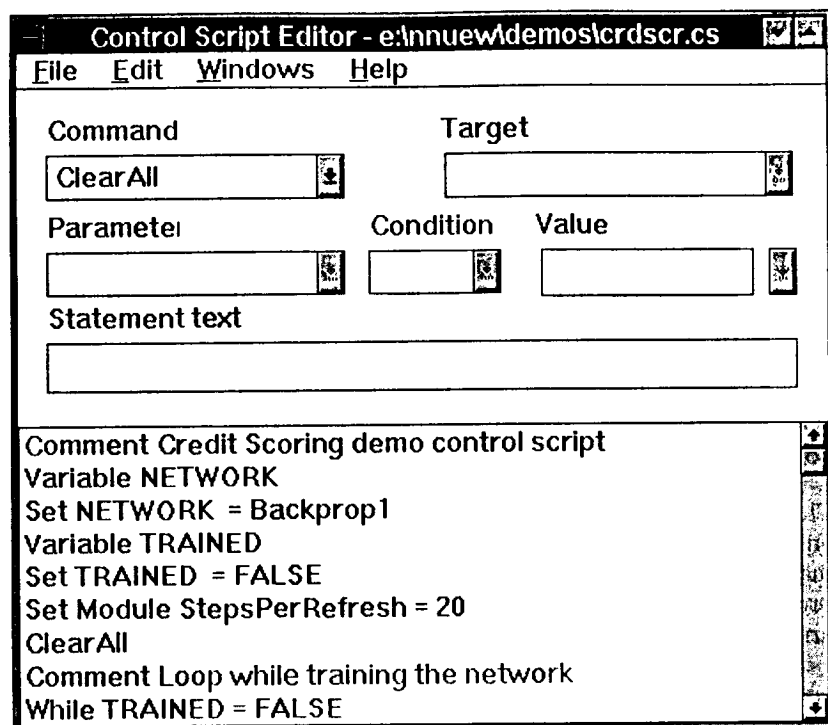 Control Script Editor - e:\nnuew\demos\crdscr.cs
File Edit Windows Help
Command Target
ClearAll
Parameter Condition Value
Statement text
Comment Credit Scoring demo control script
Variable NETWORK
Set NETWORK = Backprop1
Variable TRAINED
Set TRAINED = FALSE
Set Module StepsPerRefresh = 20
ClearAll
Comment Loop while training the network
While TRAINED = FALSE